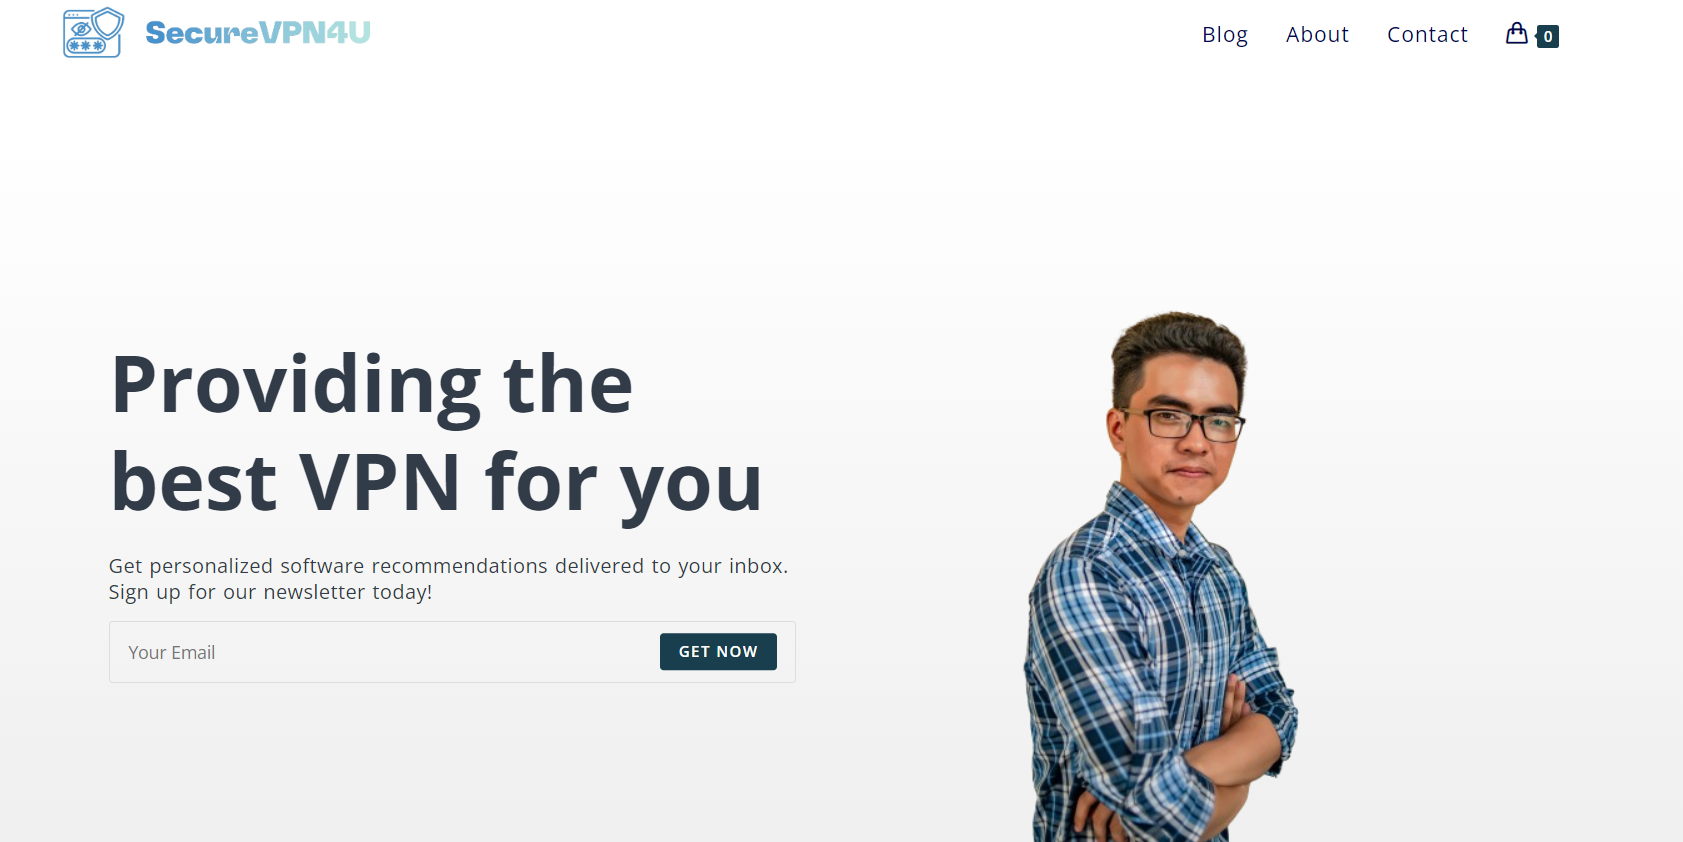 SecureVPN4U
Blog About Contact 0
Providing the
best VPN for you
Get personalized software recommendations delivered to your inbox.
Sign up for our newsletter today!
Your Email GET NOW